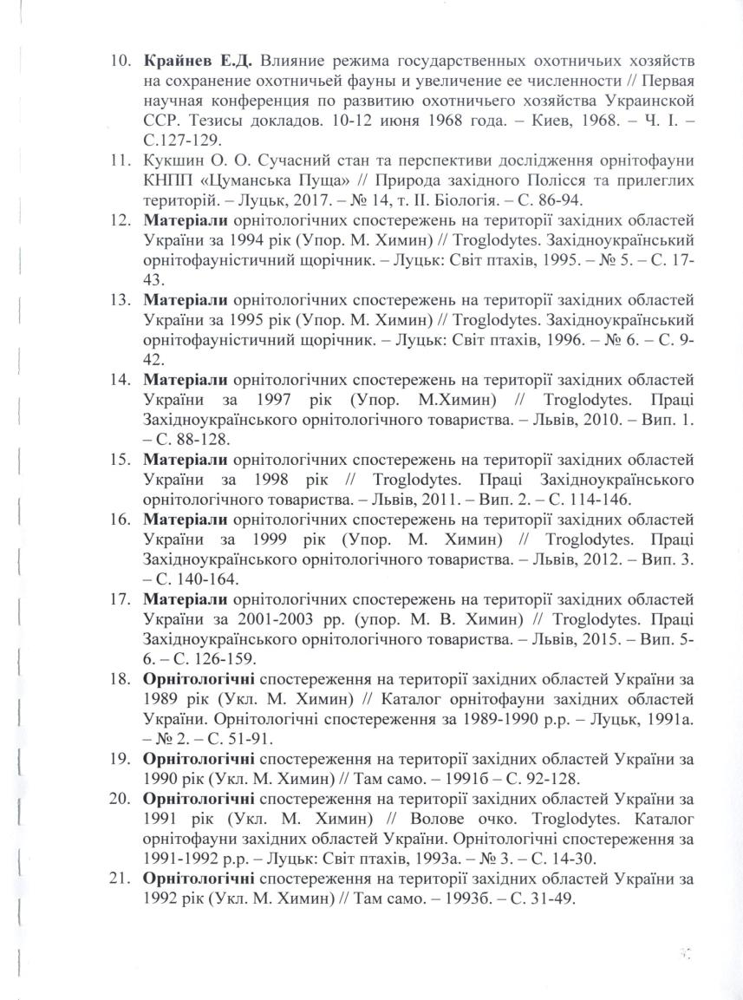 10. Крайнев Е.Д. Влияние режима государственных охотничьих хозяйств
на сохранение охотничьей фауны и увеличение ее численности // Первая
научная конференция по развитию охотничьего хозяйства Украинской
ССР. Тезисы докладов. 10-12 июня 1968 года. – Киев, 1968. – Ч. I. –
С.127-129.
11. Кукшин О. О. Сучасний стан та перспективи дослідження орнітофауни
КНПП «Цуманська Пуща» // Природа західного Полісся та прилеглих
територій. – Луцьк, 2017. – № 14, т. II. Біологія. – С. 86-94.
12. Матеріали орнітологічних спостережень на території західних областей
України за 1994 рік (Упор. М. Химин) // Troglodytes. Західноукраїнський
орнітофауністичний щорічник. – Луцьк: Світ птахів, 1995. – № 5. – С. 17-
43.
13. Матеріали орнітологічних спостережень на території західних областей
України за 1995 рік (Упор. М. Химин) // Troglodytes. Західноукраїнський
орнітофауністичний щорічник. – Луцьк: Світ птахів, 1996. – № 6. – С. 9-
42.
14. Матеріали орнітологічних спостережень на території західних областей
України за 1997 рік (Упор. М.Химин) // Troglodytes. Праці
Західноукраїнського орнітологічного товариства. – Львів, 2010. – Вип. 1.
– С. 88-128.
15. Матеріали орнітологічних спостережень на території західних областей
України за 1998 рік // Troglodytes. Праці Західноукраїнського
орнітологічного товариства. – Львів, 2011. – Вип. 2. – С. 114-146.
16. Матеріали орнітологічних спостережень на території західних областей
України за 1999 рік (Упор. М. Химин) // Troglodytes. Праці
Західноукраїнського орнітологічного товариства. – Львів, 2012. – Вип. 3.
– С. 140-164.
17. Матеріали орнітологічних спостережень на території західних областей
України за 2001-2003 рр. (упор. М. В. Химин) // Troglodytes. Праці
Західноукраїнського орнітологічного товариства. – Львів, 2015. – Вип. 5-
6. – С. 126-159.
18. Орнітологічні спостереження на території західних областей України за
1989 рік (Укл. М. Химин) // Каталог орнітофауни західних областей
України. Орнітологічні спостереження за 1989-1990 р.р. – Луцьк, 1991а.
– № 2. – С. 51-91.
19. Орнітологічні спостереження на території західних областей України за
1990 рік (Укл. М. Химин) // Там само. – 1991б – С. 92-128.
20. Орнітологічні спостереження на території західних областей України за
1991 рік (Укл. М. Химин) // Волове очко. Troglodytes. Каталог
орнітофауни західних областей України. Орнітологічні спостереження за
1991-1992 р.р. – Луцьк: Світ птахів, 1993а. – № 3. – С. 14-30.
21. Орнітологічні спостереження на території західних областей України за
1992 рік (Укл. М. Химин) // Там само. – 1993б. – С. 31-49.